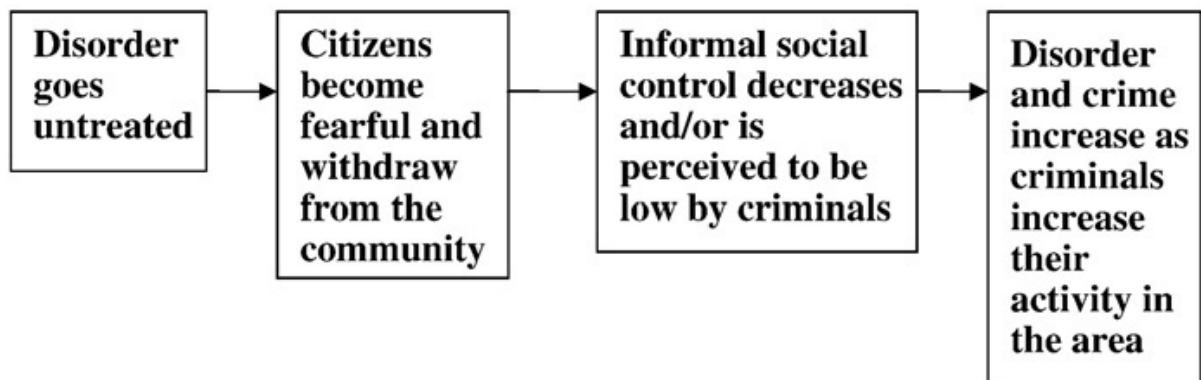 Disorder
goes
untreated
Citizens
become
fearful and
withdraw
from the
community
Informal social
control decreases
and/or is
perceived to be
low by criminals
Disorder
and crime
increase as
criminals
increase
their
activity in
the area